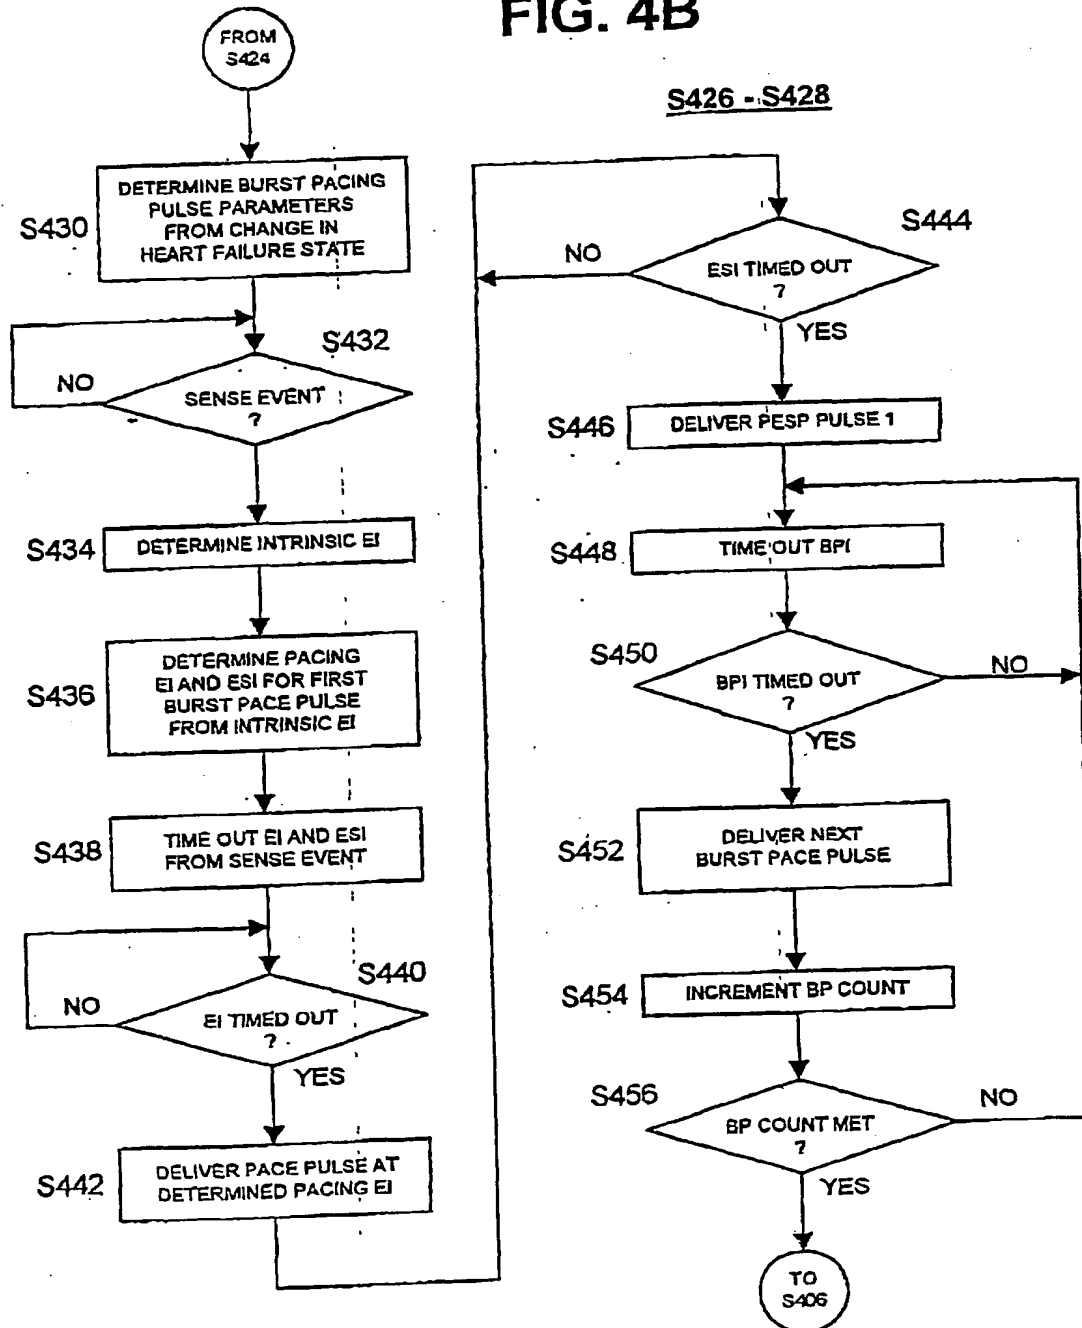 FIG. 4B
FROM
S424
S426 - S428
S430
DETERMINE BURST PACING
PULSE PARAMETERS
FROM CHANGE IN
HEART FAILURE STATE
S432
NO
SENSE EVENT
?
S434
DETERMINE INTRINSIC EI
S436
DETERMINE PACING
EI AND ESI FOR FIRST
BURST PACE PULSE
FROM INTRINSIC EI
S438
TIME OUT EI AND ESI
FROM SENSE EVENT
S440
NO
EI TIMED OUT
?
YES
S442
DELIVER PACE PULSE AT
DETERMINED PACING EI
S444
NO
ESI TIMED OUT
?
YES
S446
DELIVER PESP PULSE 1
S448
TIME OUT BPI
S450
BPI TIMED OUT
?
NO
YES
S452
DELIVER NEXT
BURST PACE PULSE
S454
INCREMENT BP COUNT
S456
BP COUNT MET
?
NO
YES
TO
S406